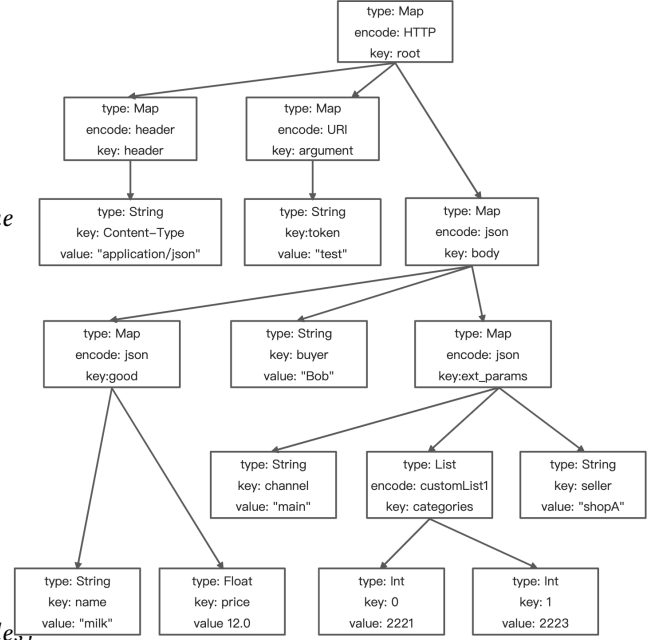 type: Map
encode: HTTP
key: root
type: Map
encode: header
key: header
type: Map
encode: URI
key: argument
type: String
key: Content-Type
value: "application/json"
type: String
key:token
value: "test"
type: Map
encode: json
key: body
type: Map
encode: json
key:good
type: String
key: buyer
value: "Bob"
type: Map
encode: json
key:ext_params
type: String
key: channel
value: "main"
type: List
encode: customList1
key: categories
type: String
key: seller
value: "shopA"
type: String
key: name
value: "milk"
type: Float
key: price
value 12.0
type: Int
key: 0
value: 2221
type: Int
key: 1
value: 2223